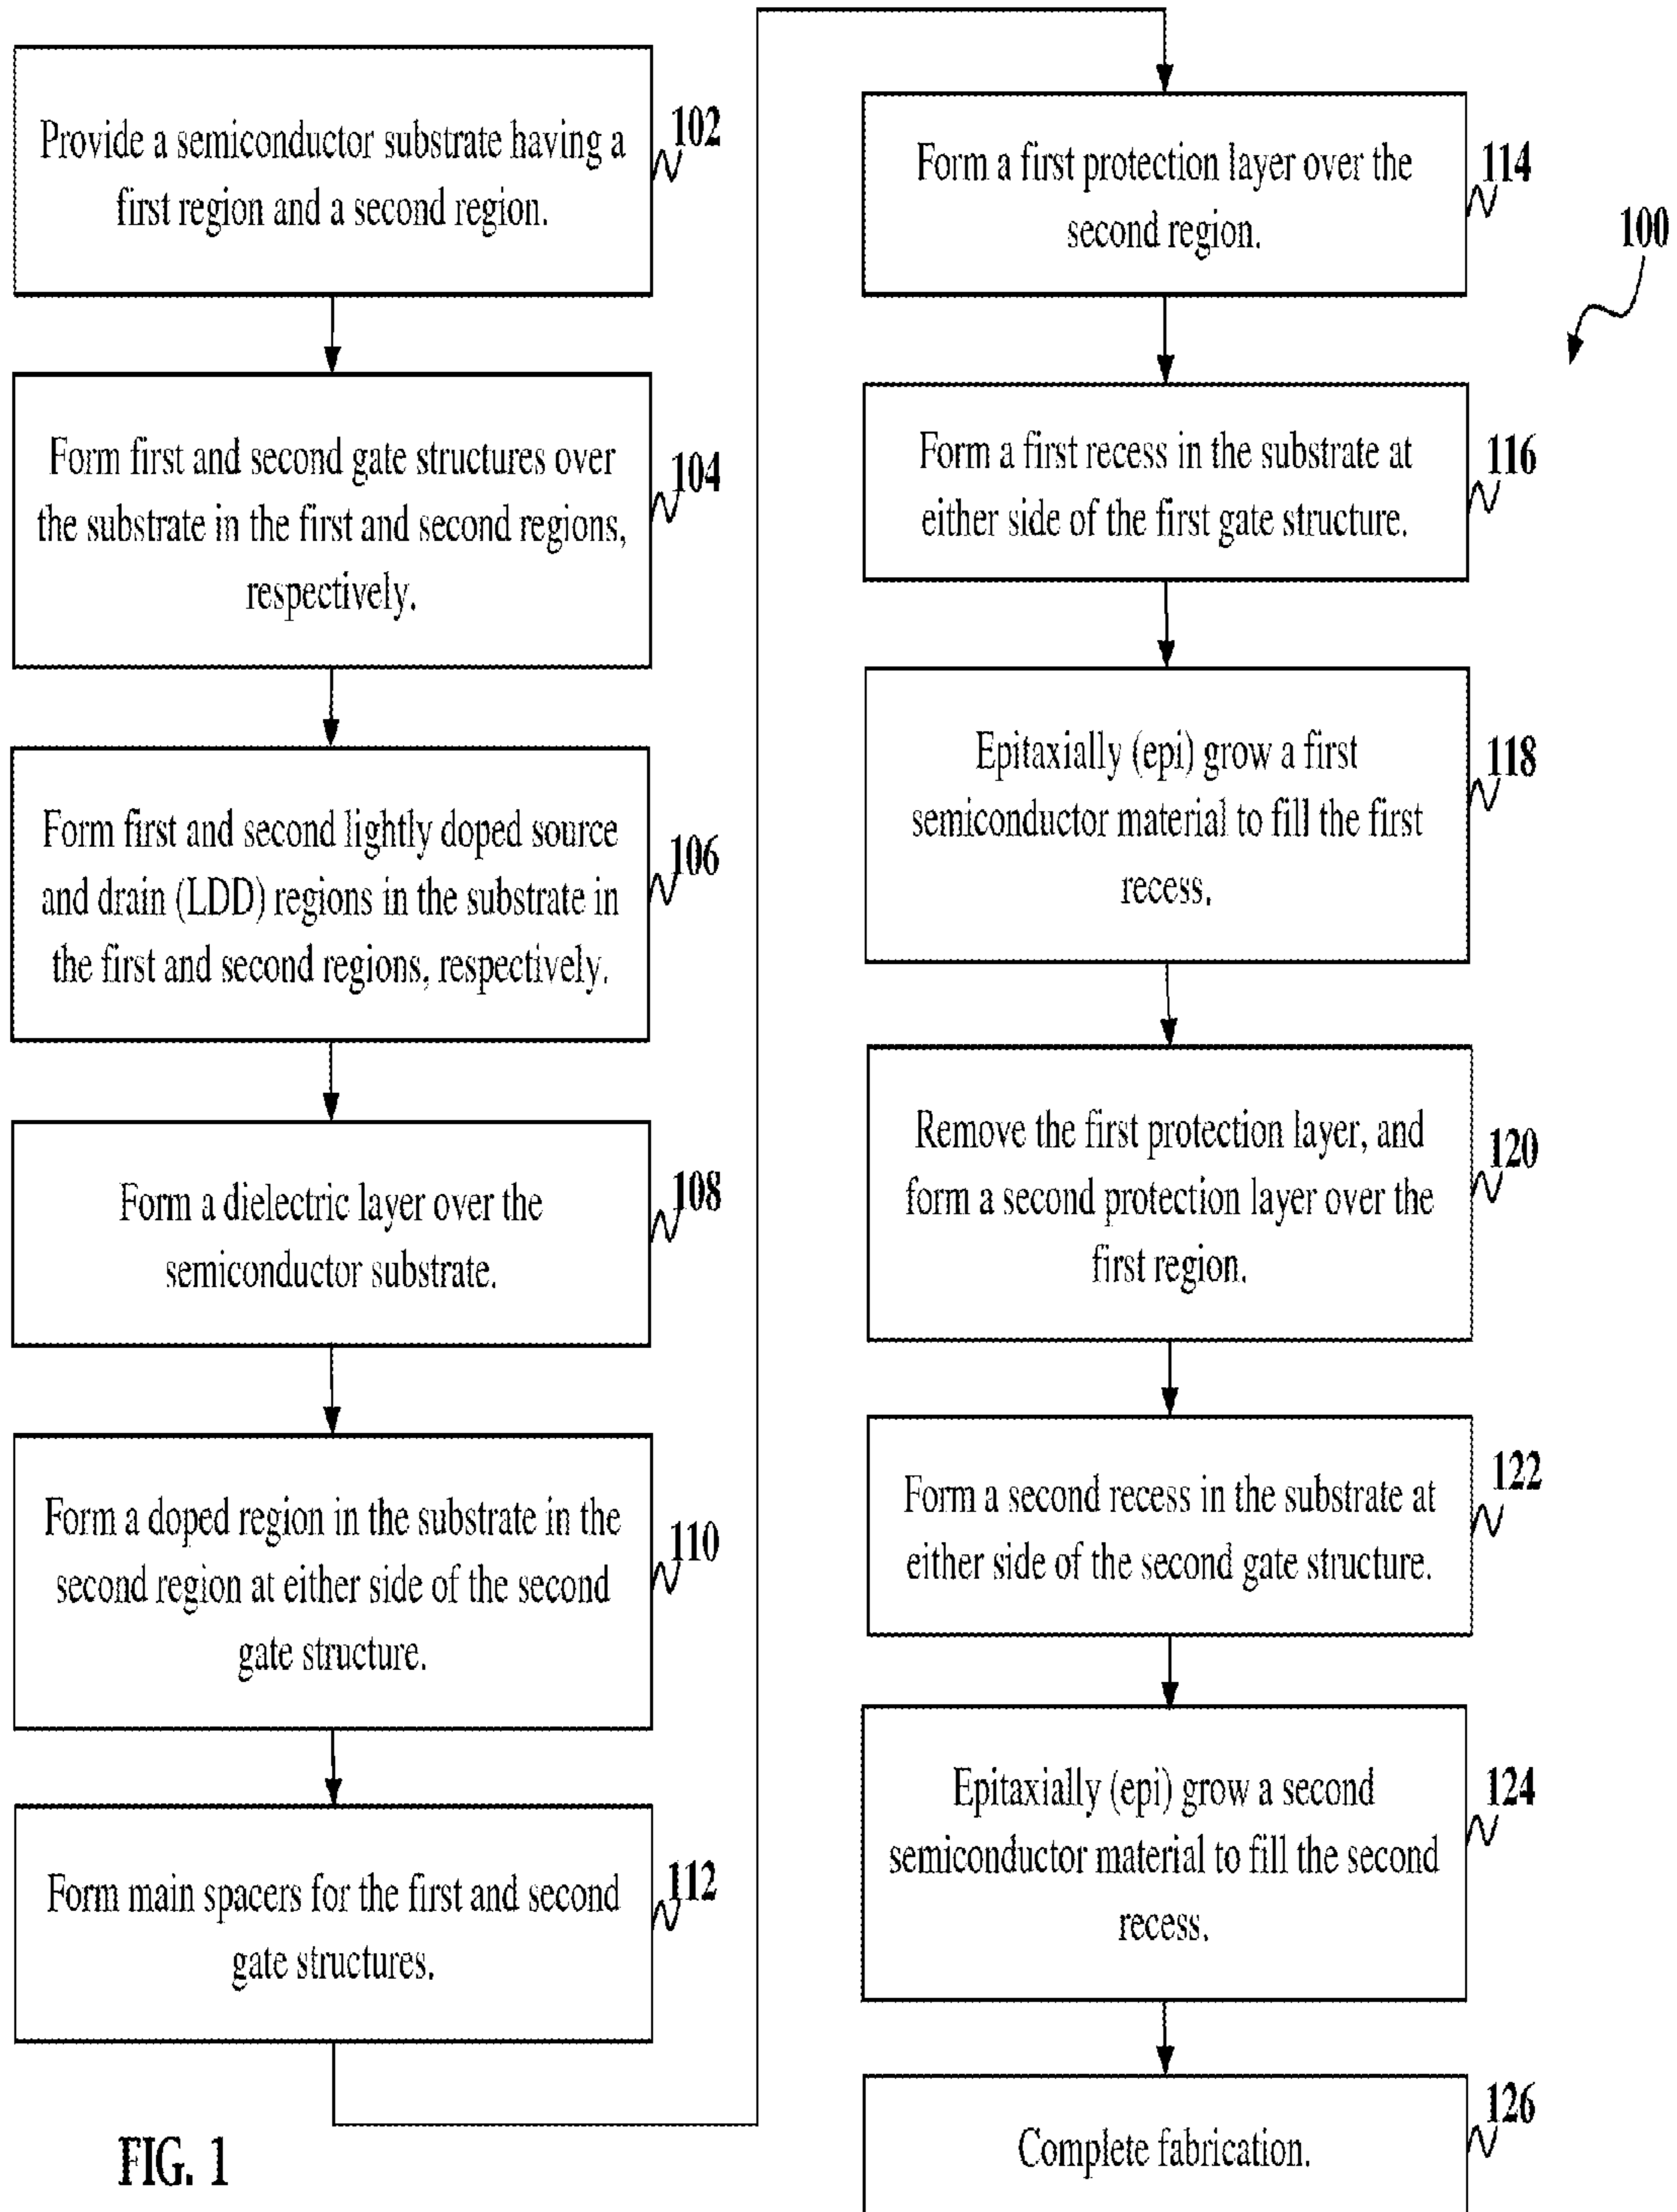 Provide a semiconductor substrate having a
first region and a second region.
102
Form first and second gate structures over
the substrate in the first and second regions,
respectively.
104
Form first and second lightly doped source
and drain (LDD) regions in the substrate in
the first and second regions, respectively.
106
Form a dielectric layer over the
semiconductor substrate.
108
Form a doped region in the substrate in the
second region at either side of the second
gate structure.
110
Form main spacers for the first and second
gate structures.
112
Form a first protection layer over the
second region.
114
100
Form a first recess in the substrate at
either side of the first gate structure.
116
Epitaxially (epi) grow a first
semiconductor material to fill the first
recess.
118
Remove the first protection layer, and
form a second protection layer over the
first region.
120
Form a second recess in the substrate at
either side of the second gate structure.
122
Epitaxially (epi) grow a second
semiconductor material to fill the second
recess.
124
Complete fabrication.
126
FIG. 1